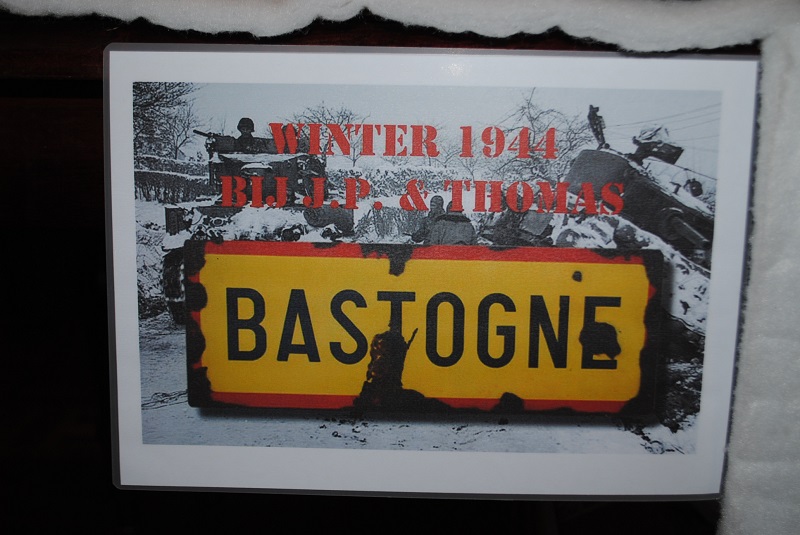 WINTER 1944
BIJ J.P. & THOMAS
BASTOGNE